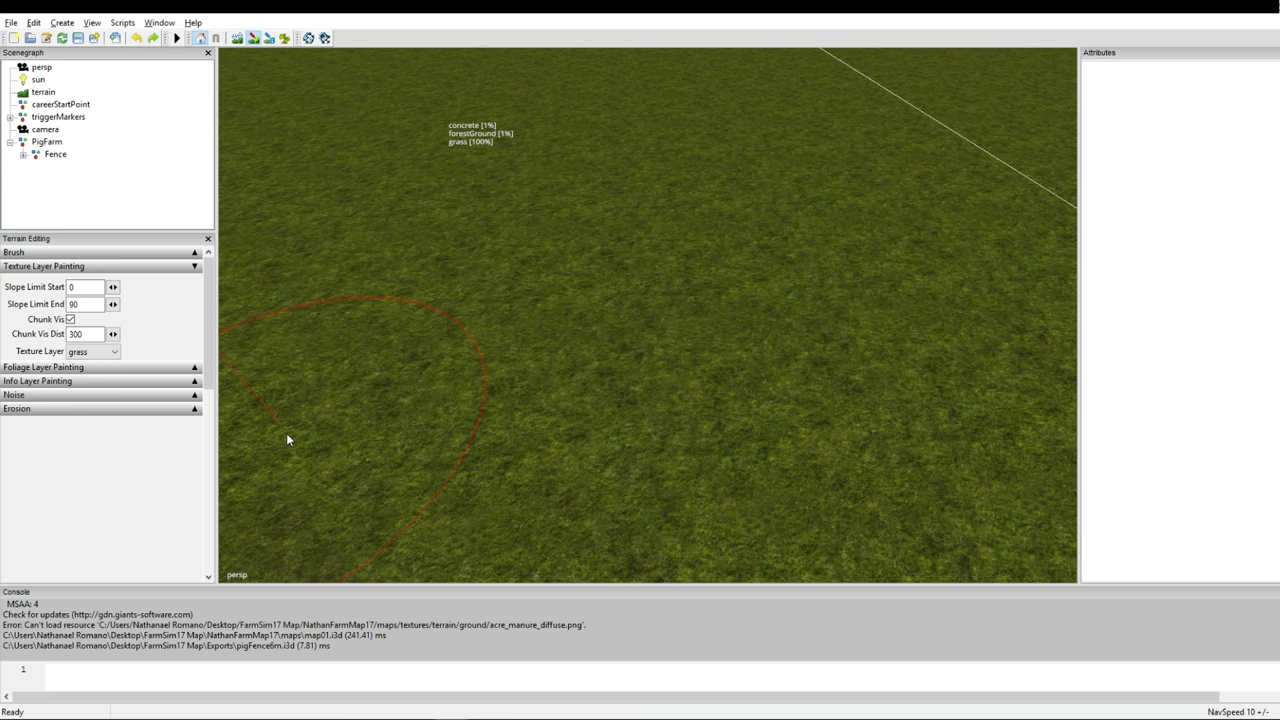 File Edit Create View Scripts Window Help
Scenegraph
persp
sun
terrain
careerStartPoint
triggerMarkers
camera
PigFarm
Fence
Terrain Editing
Brush
Texture Layer Painting
Slope Limit Start 0
Slope Limit End 90
Chunk Vis
Chunk Vis Dist 300
Texture Layer grass
Foliage Layer Painting
Info Layer Painting
Noise
Erosion
concrete [1%]
forestGround [1%]
grass [100%]
persp
Attributes
Console
MSAA: 4
Check for updates (http://gdn.giants-software.com)
Error: Can't load resource 'C:/Users/Nathanael Romano/Desktop/FarmSim17 Map/NathanFarmMap17/maps/textures/terrain/ground/acre_manure_diffuse.png'.
C:\Users\Nathanael Romano\Desktop\FarmSim17 Map\NathanFarmMap17\maps\map01.i3d (241.41) ms
C:\Users\Nathanael Romano\Desktop\FarmSim17 Map\Exports\pigFence6m.i3d (7.81) ms
1
Ready
NavSpeed 10 +/-